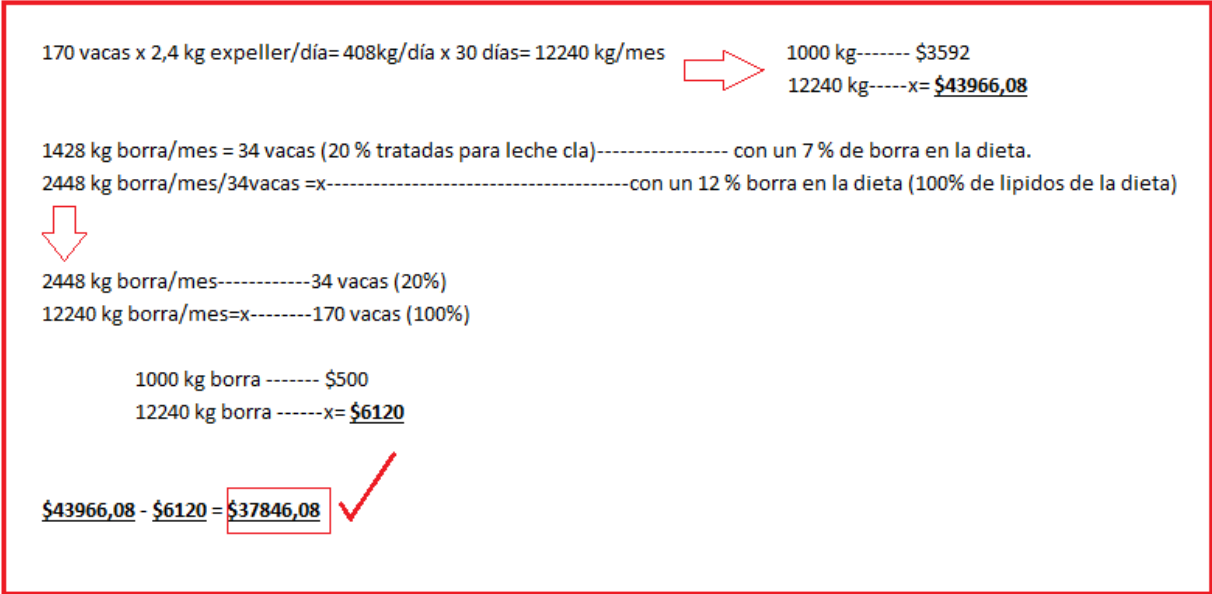 170 vacas x 2,4 kg expeller/día= 408kg/día x 30 días= 12240 kg/mes
1000 kg------- $3592
12240 kg-----x= $43966,08
1428 kg borra/mes = 34 vacas (20 % tratadas para leche cla)----------------- con un 7 % de borra en la dieta.
2448 kg borra/mes/34vacas =x---------------------------------------con un 12 % borra en la dieta (100% de lipidos de la dieta)
2448 kg borra/mes------------34 vacas (20%)
12240 kg borra/mes=x--------170 vacas (100%)
1000 kg borra ------- $500
12240 kg borra ------x= $6120
$43966,08 - $6120 = $37846,08